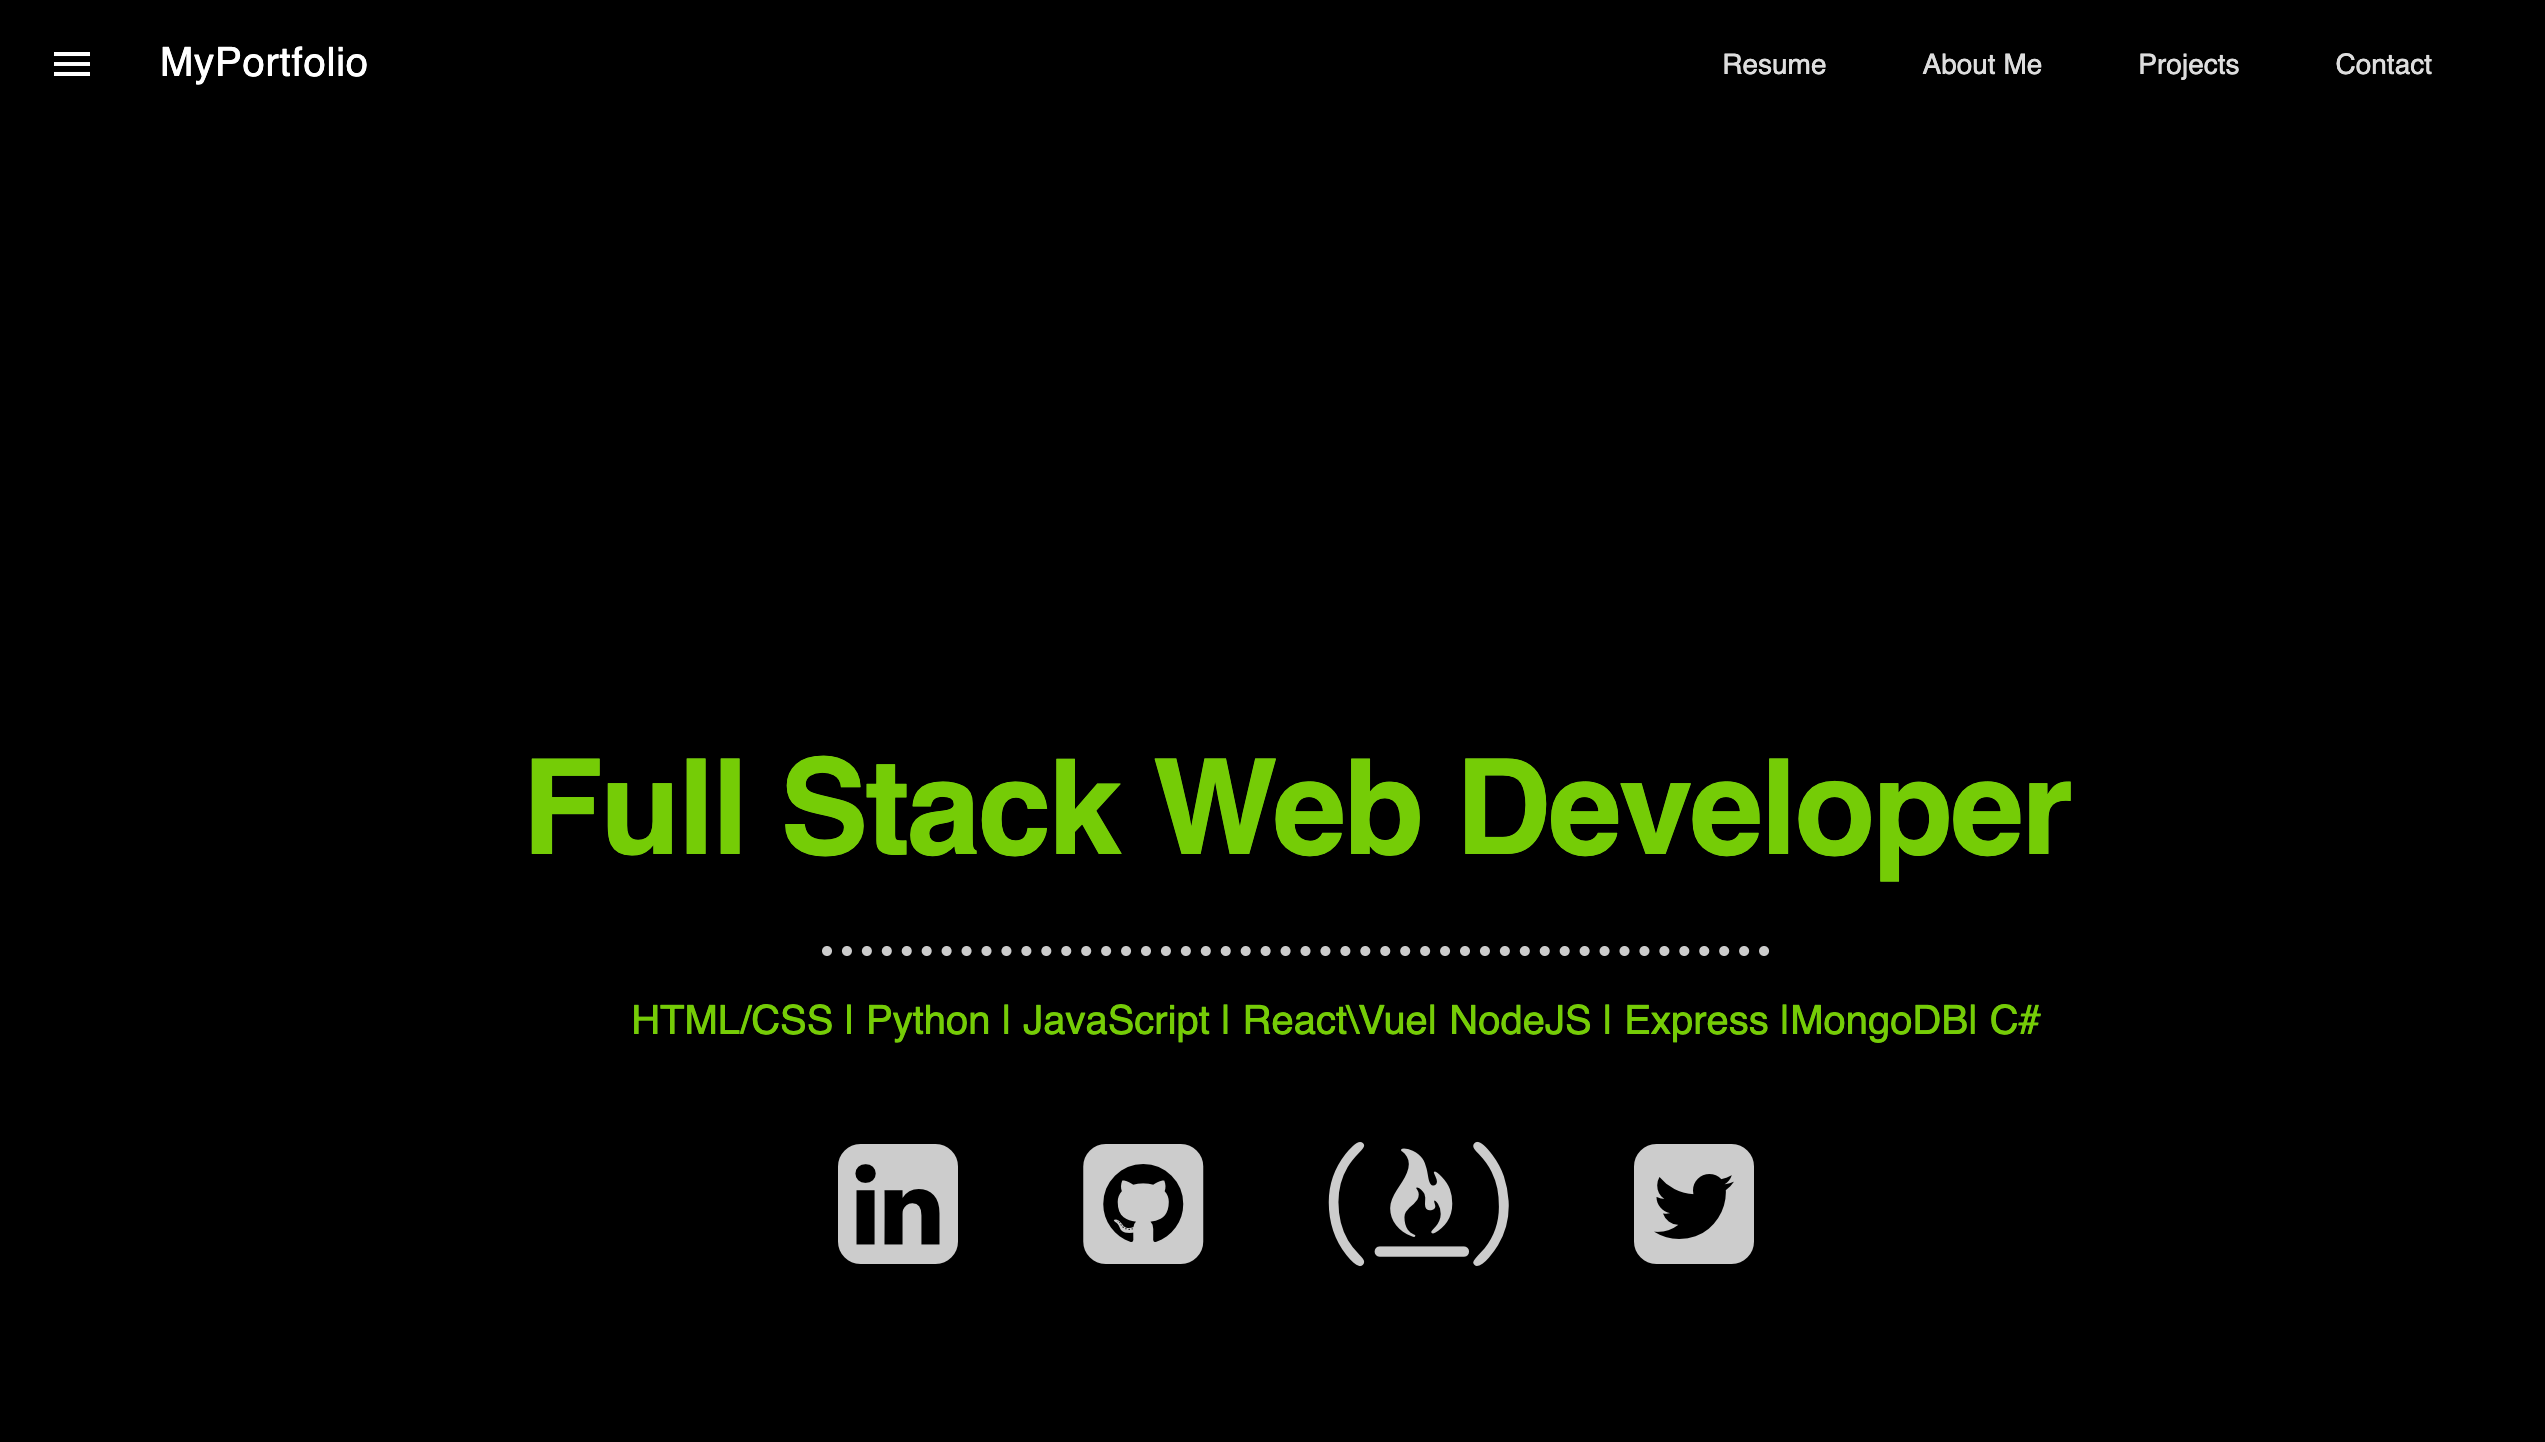 MyPortfolio
Resume About Me Projects Contact
Full Stack Web Developer
HTML/CSS | Python | JavaScript | React\Vue| NodeJS | Express |MongoDB| C#
in